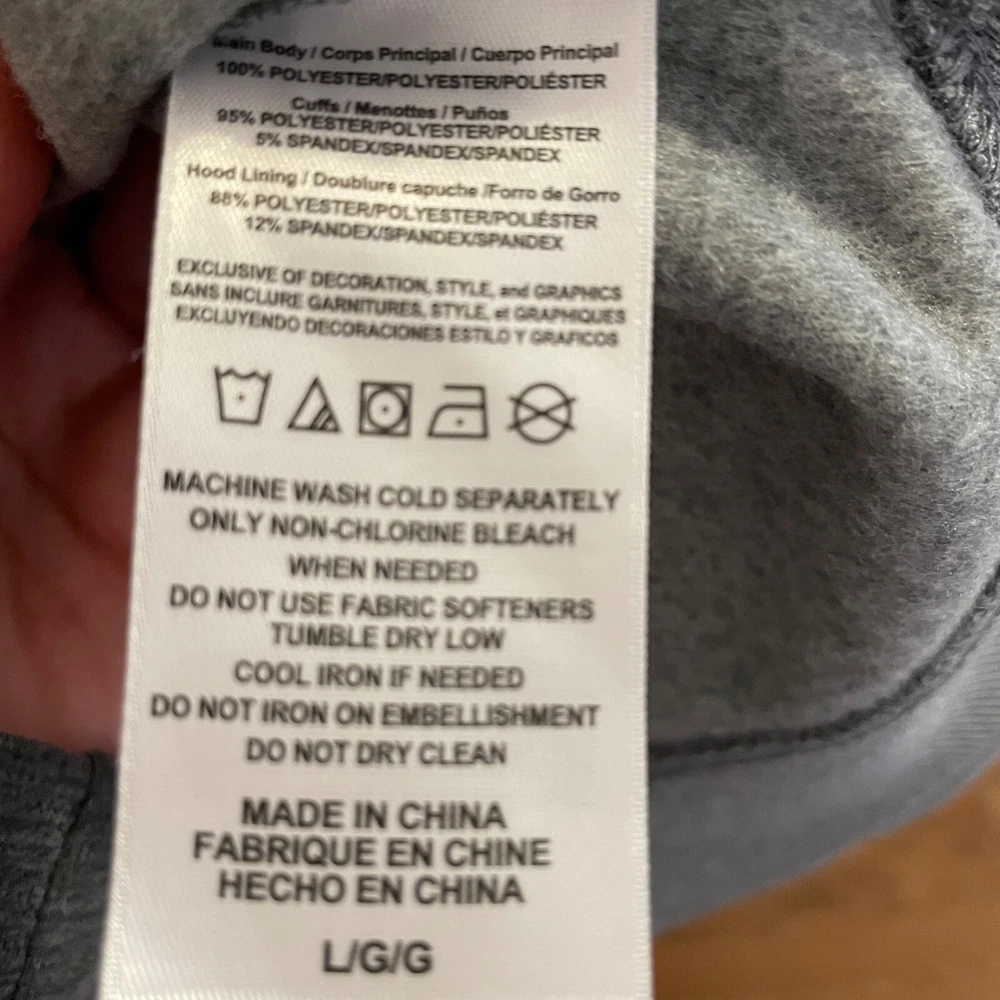 Main Body / Corps Principal / Cuerpo Principal
100% POLYESTER/POLYESTER/POLIÉSTER
Cuffs / Menottes / Puños
95% POLYESTER/POLYESTER/POLIÉSTER
5% SPANDEX/SPANDEX/SPANDEX
Hood Lining / Doublure capuche /Forro de Gorro
88% POLYESTER/POLYESTER/POLIÉSTER
12% SPANDEX/SPANDEX/SPANDEX
EXCLUSIVE OF DECORATION, STYLE, and GRAPHICS
SANS INCLURE GARNITURES, STYLE, et GRAPHIQUES
EXCLUYENDO DECORACIONES ESTILO Y GRAFICOS
MACHINE WASH COLD SEPARATELY
ONLY NON-CHLORINE BLEACH
WHEN NEEDED
DO NOT USE FABRIC SOFTENERS
TUMBLE DRY LOW
COOL IRON IF NEEDED
DO NOT IRON ON EMBELLISHMENT
DO NOT DRY CLEAN
MADE IN CHINA
FABRIQUE EN CHINE
HECHO EN CHINA
L/G/G